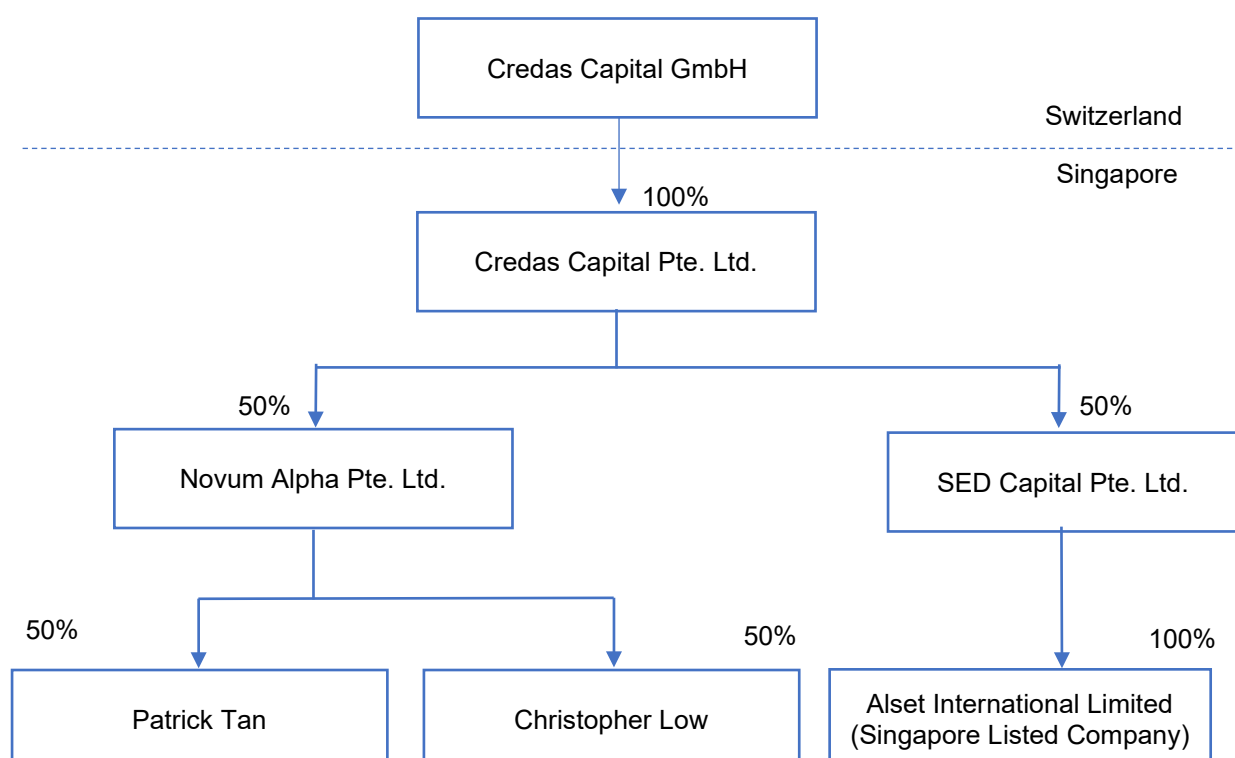 Credas Capital GmbH
Switzerland
Singapore
100%
Credas Capital Pte. Ltd.
50%
50%
Novum Alpha Pte. Ltd.
SED Capital Pte. Ltd.
50%
50%
100%
Patrick Tan
Christopher Low
Alset International Limited
(Singapore Listed Company)